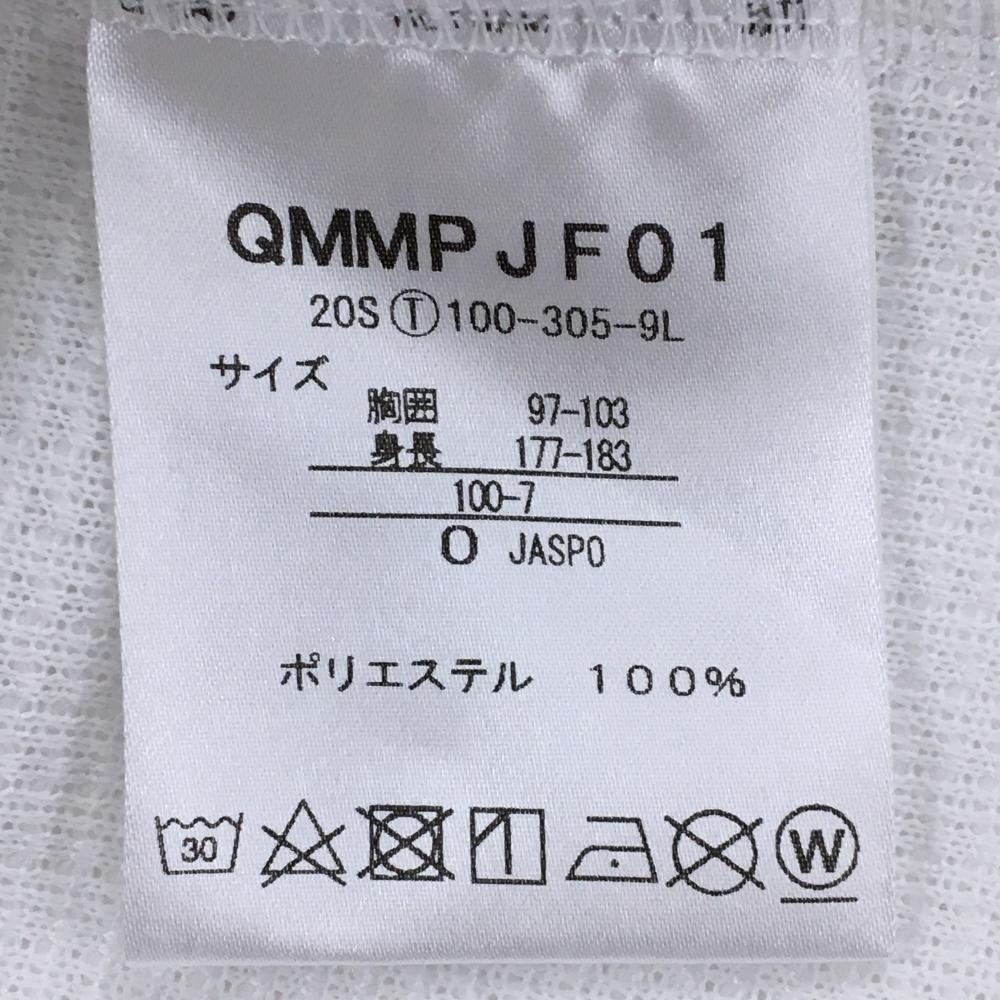 QMMPJF01
20S Ⓣ 100-305-9L
サイズ
胸囲 97-103
身長 177-183
100-7
O JASPO
ポリエステル 100%
30
W